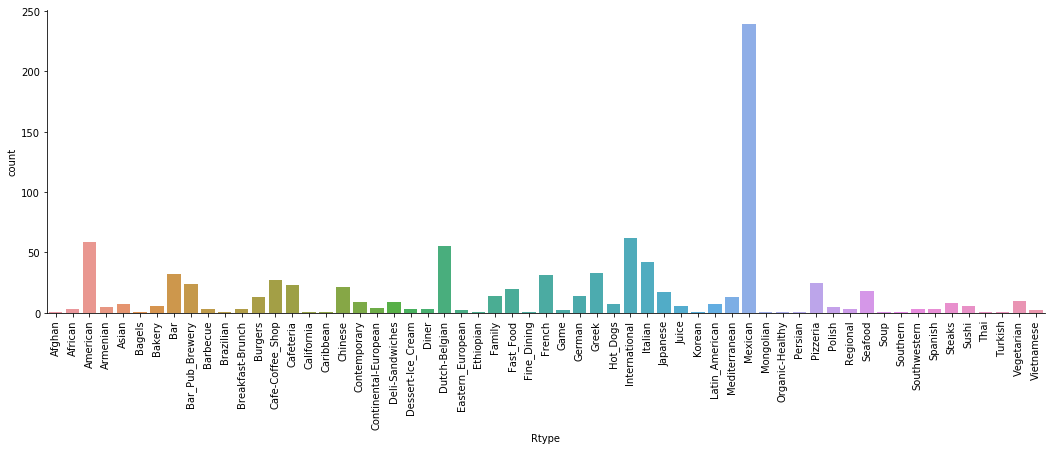 250
200
150
100
50
0
count
Afghan
African
American
Armenian
Asian
Bagels
Bakery
Bar
Bar_Pub_Brewery
Barbecue
Brazilian
Breakfast-Brunch
Burgers
Cafe-Coffee_Shop
Cafeteria
California
Caribbean
Chinese
Contemporary
Continental-European
Deli-Sandwiches
Dessert-Ice_Cream
Diner
Dutch-Belgian
Eastern_European
Ethiopian
Family
Fast_Food
Fine_Dining
French
Game
German
Greek
Hot_Dogs
International
Italian
Japanese
Juice
Korean
Latin_American
Mediterranean
Mexican
Mongolian
Organic-Healthy
Persian
Pizzeria
Polish
Regional
Seafood
Soup
Southern
Southwestern
Spanish
Steaks
Sushi
Thai
Turkish
Vegetarian
Vietnamese
Rtype